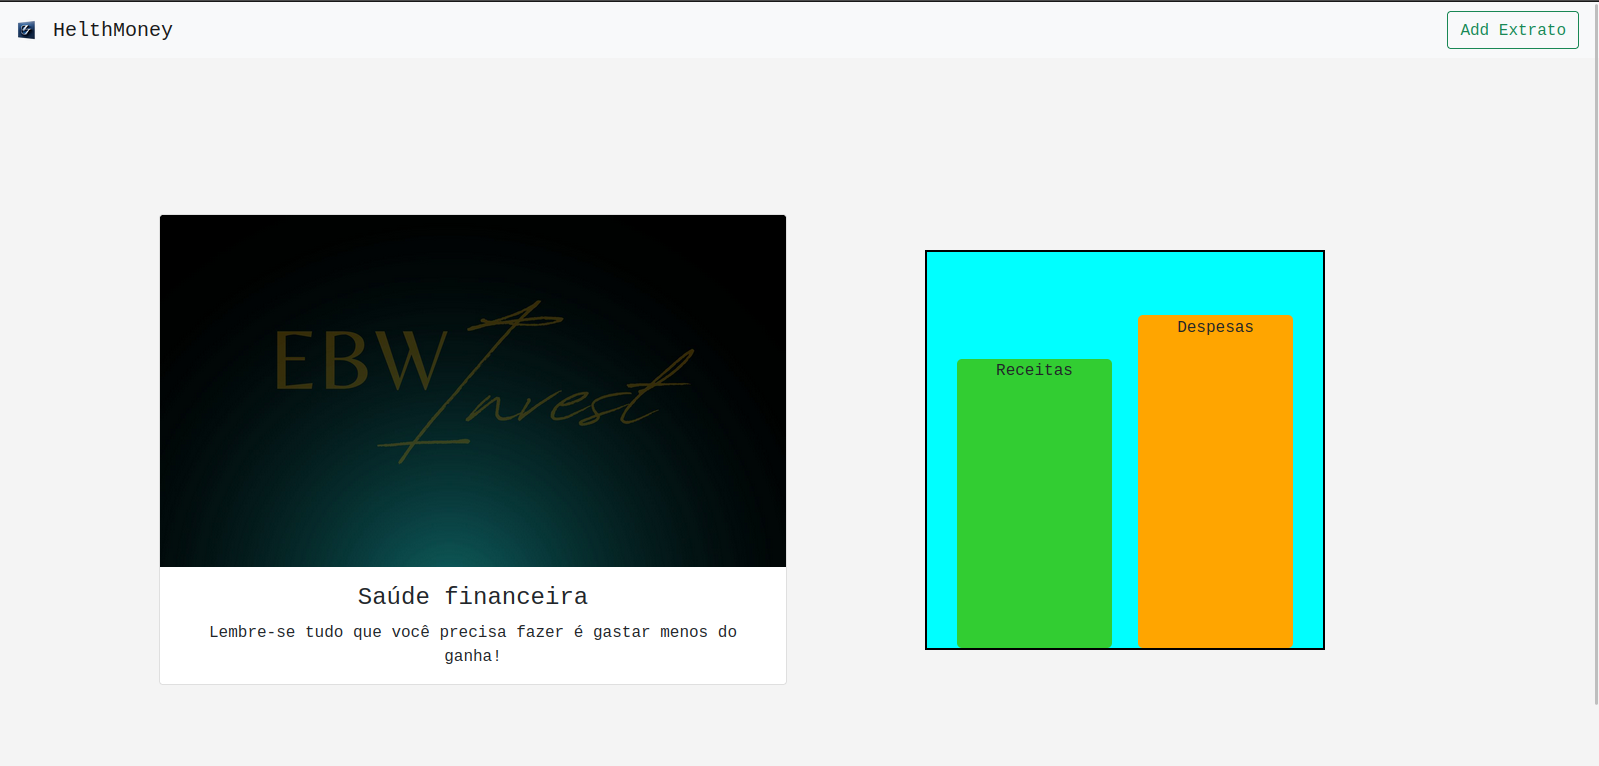 HelthMoney
Add Extrato
EBW Invest
Saúde financeira
Lembre-se tudo que você precisa fazer é gastar menos do
ganha!
Despesas
Receitas